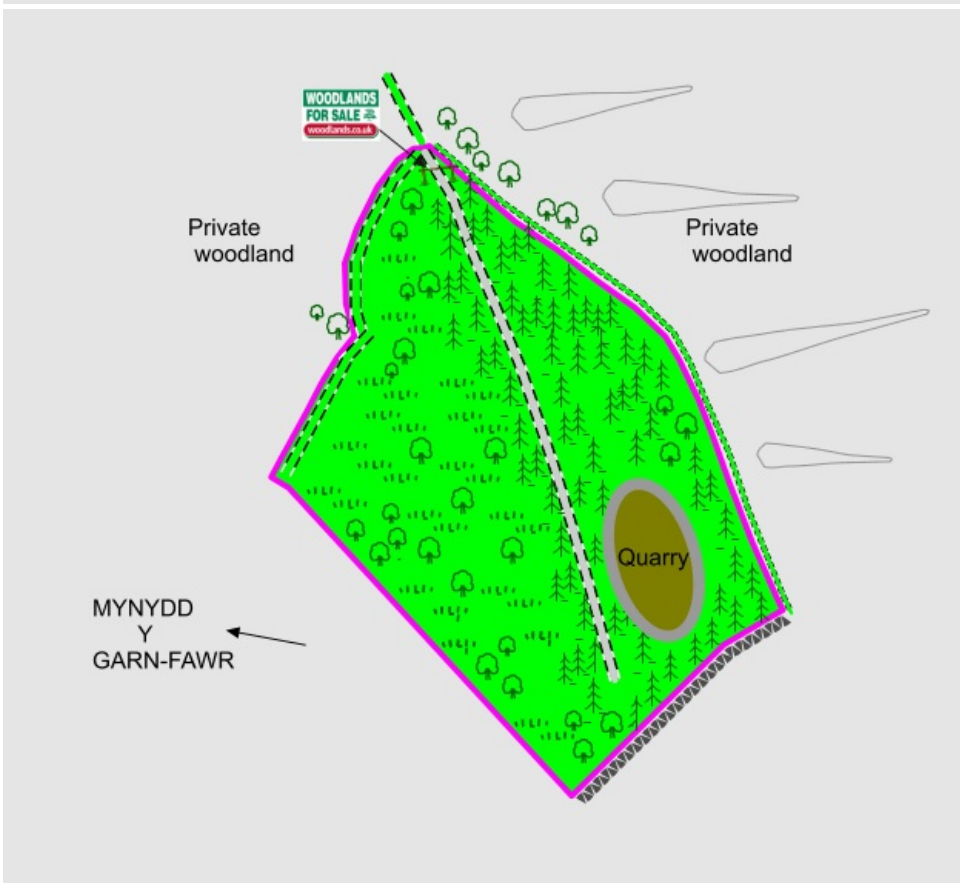 WOODLANDS
FOR SALE
woodlands.co.uk
Private
woodland
Private
woodland
Quarry
MYNYDD
Y
GARN-FAWR